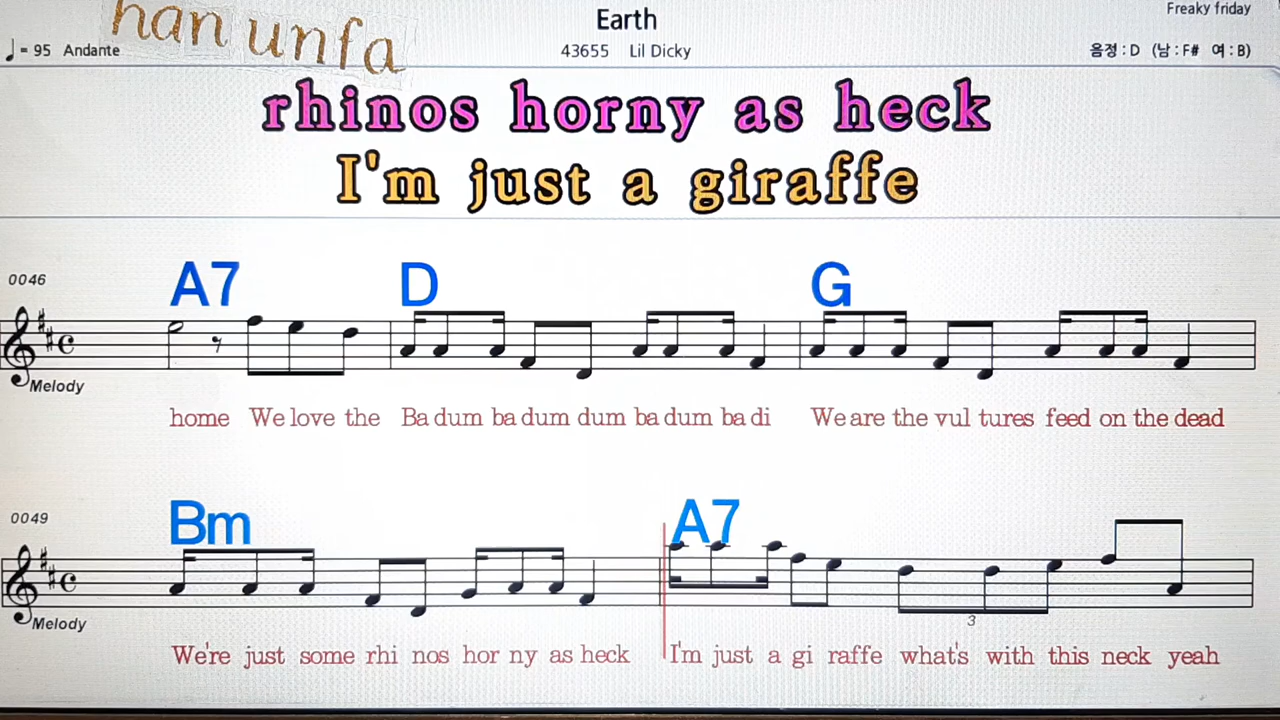 han unfa
Earth
Freaky friday
♩= 95 Andante
43655 Lil Dicky
음정 : D (남 : F# 여 : B)
rhinos horny as heck
I'm just a giraffe
0046
A7 D G
Melody
home We love the Ba dum ba dum dum ba dum ba di We are the vul tures feed on the dead
0049
Bm A7
3
Melody
We're just some rhi nos hor ny as heck I'm just a gi raffe what's with this neck yeah